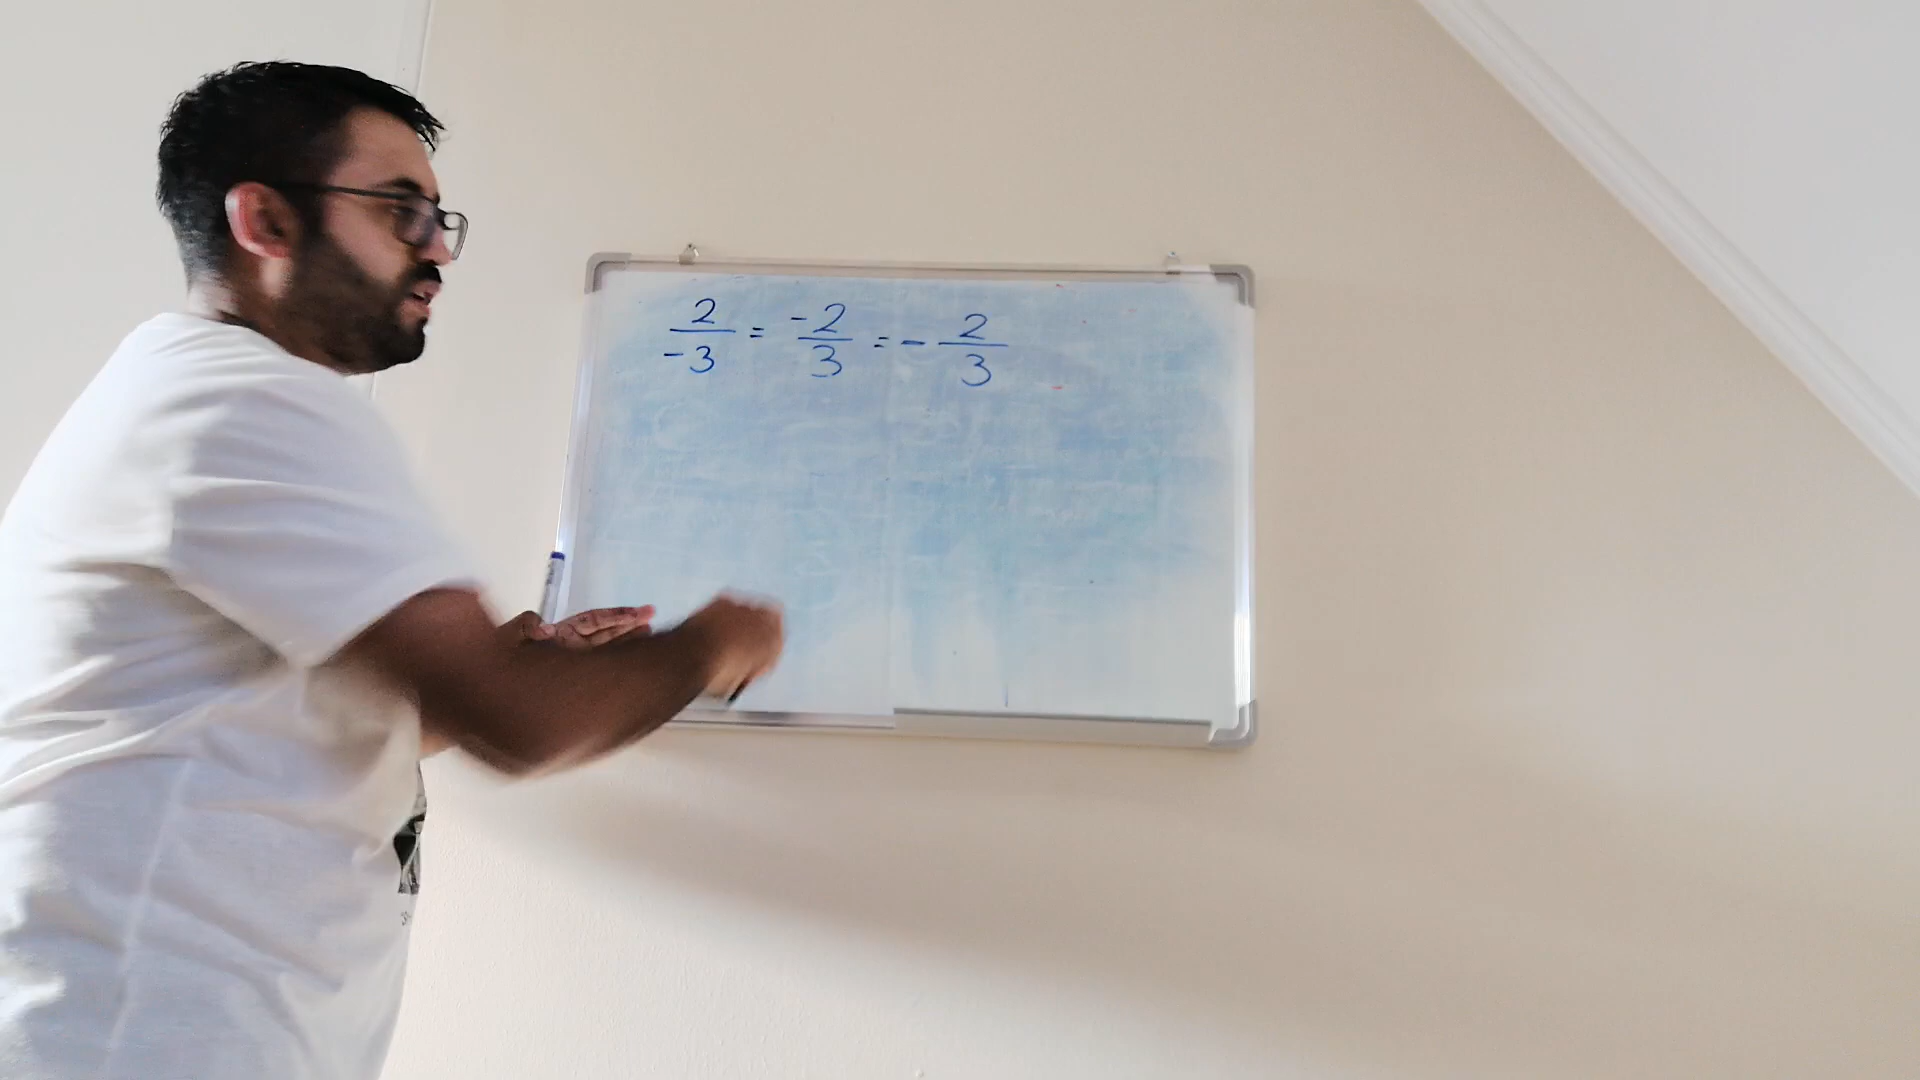 2/-3 = -2/3 = - 2/3